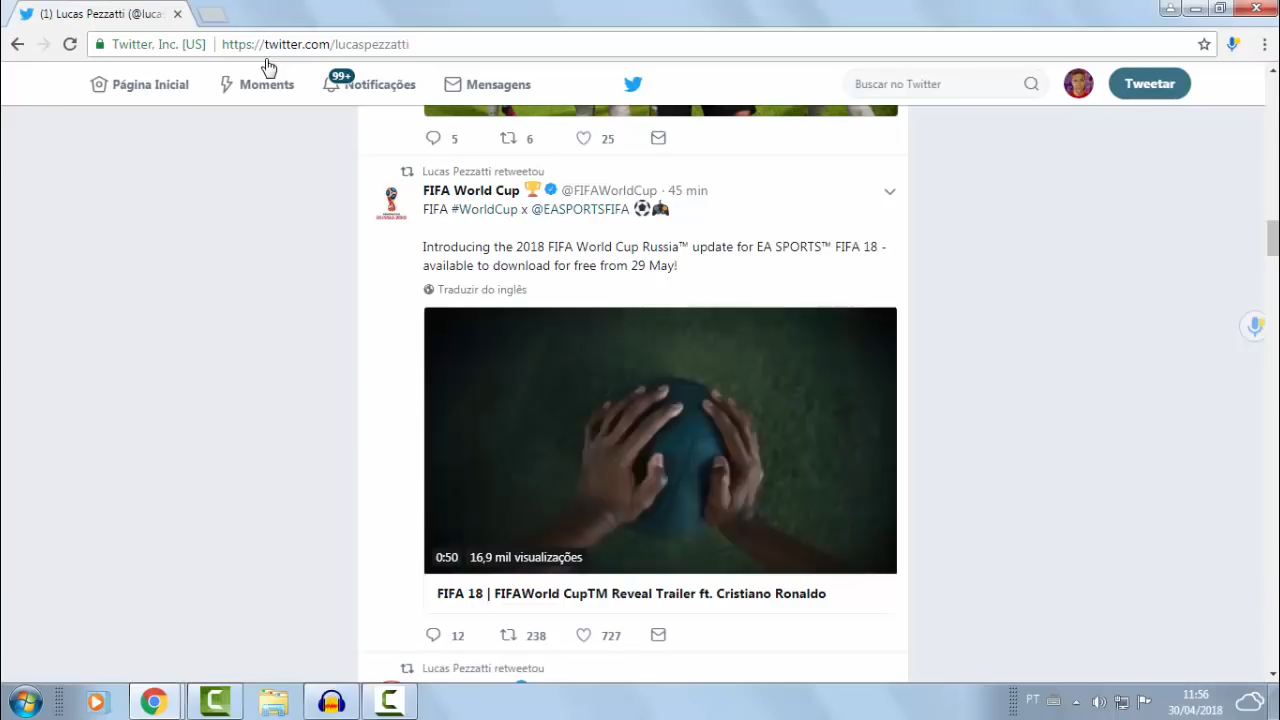 (1) Lucas Pezzatti (@luca
Twitter, Inc. [US] https://twitter.com/lucaspezzatti
Página Inicial Moments 99+ Notificações Mensagens Buscar no Twitter Tweetar
5 6 25
Lucas Pezzatti retweetou
FIFA World Cup @FIFAWorldCup · 45 min
FIFA #WorldCup x @EASPORTSFIFA
Introducing the 2018 FIFA World Cup Russia™ update for EA SPORTS™ FIFA 18 -
available to download for free from 29 May!
Traduzir do inglês
0:50 16,9 mil visualizações
FIFA 18 | FIFAWorld CupTM Reveal Trailer ft. Cristiano Ronaldo
12 238 727
Lucas Pezzatti retweetou
PT 11:56
30/04/2018